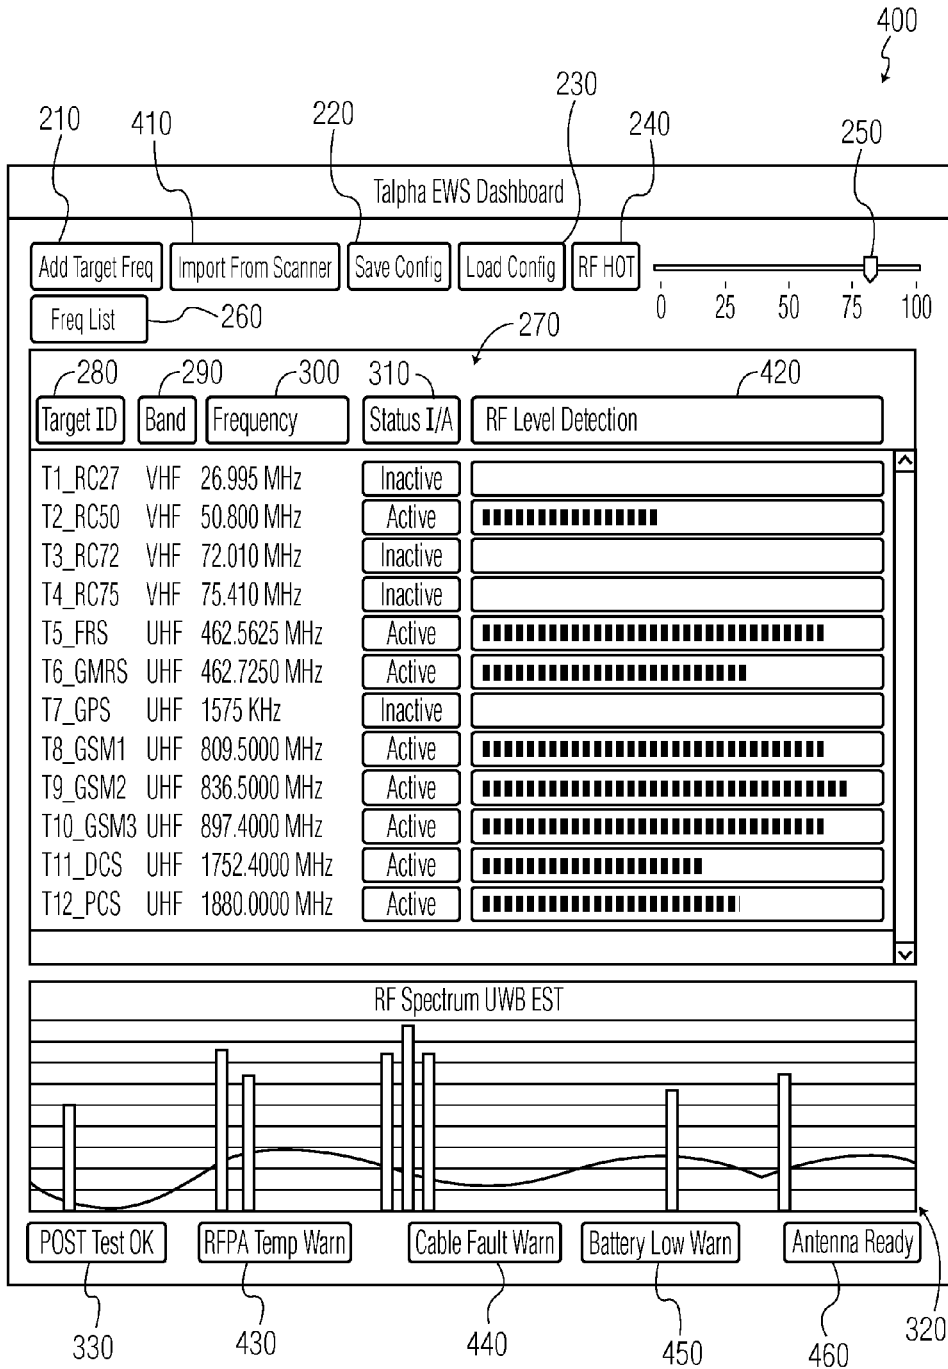 400
230
210
410
220
240
250
Talpha EWS Dashboard
Add Target Freq Import From Scanner Save Config Load Config RF HOT
0 25 50 75 100
Freq List 260
270
280 290 300 310 420
Target ID Band Frequency Status I/A RF Level Detection
T1_RC27 VHF 26.995 MHz Inactive
T2_RC50 VHF 50.800 MHz Active
T3_RC72 VHF 72.010 MHz Inactive
T4_RC75 VHF 75.410 MHz Inactive
T5_FRS UHF 462.5625 MHz Active
T6_GMRS UHF 462.7250 MHz Active
T7_GPS UHF 1575 KHz Inactive
T8_GSM1 UHF 809.5000 MHz Active
T9_GSM2 UHF 836.5000 MHz Active
T10_GSM3 UHF 897.4000 MHz Active
T11_DCS UHF 1752.4000 MHz Active
T12_PCS UHF 1880.0000 MHz Active
RF Spectrum UWB EST
POST Test OK RFPA Temp Warn Cable Fault Warn Battery Low Warn Antenna Ready
330 430 440 450 460 320